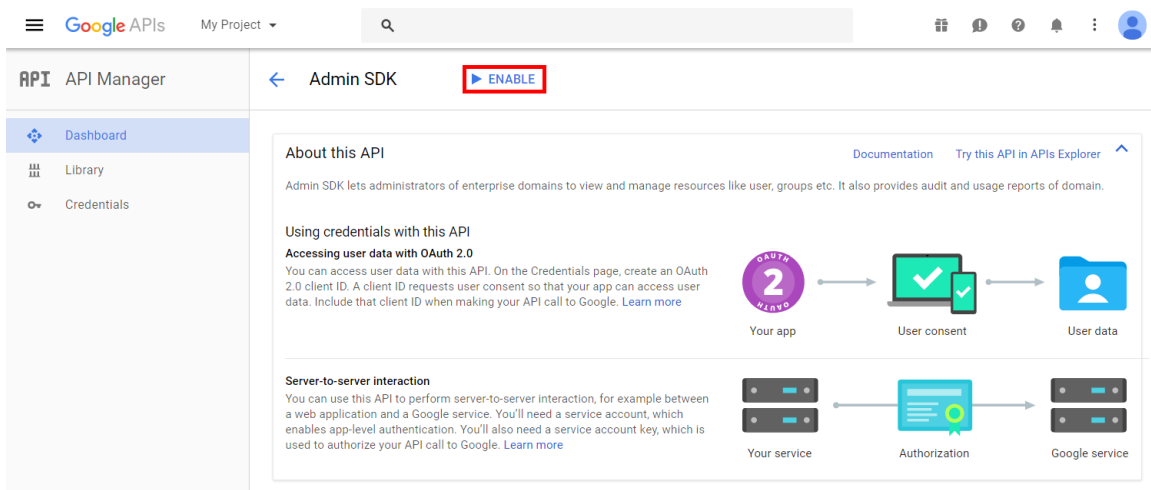 Google APIs My Project
API API Manager
Admin SDK ENABLE
Dashboard
Library
Credentials
About this API Documentation Try this API in APIs Explorer
Admin SDK lets administrators of enterprise domains to view and manage resources like user, groups etc. It also provides audit and usage reports of domain.
Using credentials with this API
Accessing user data with OAuth 2.0
You can access user data with this API. On the Credentials page, create an OAuth
2.0 client ID. A client ID requests user consent so that your app can access user
data. Include that client ID when making your API call to Google. Learn more
OAUTH
2
OAUTH
Your app User consent User data
Server-to-server interaction
You can use this API to perform server-to-server interaction, for example between
a web application and a Google service. You'll need a service account, which
enables app-level authentication. You'll also need a service account key, which is
used to authorize your API call to Google. Learn more
Your service Authorization Google service